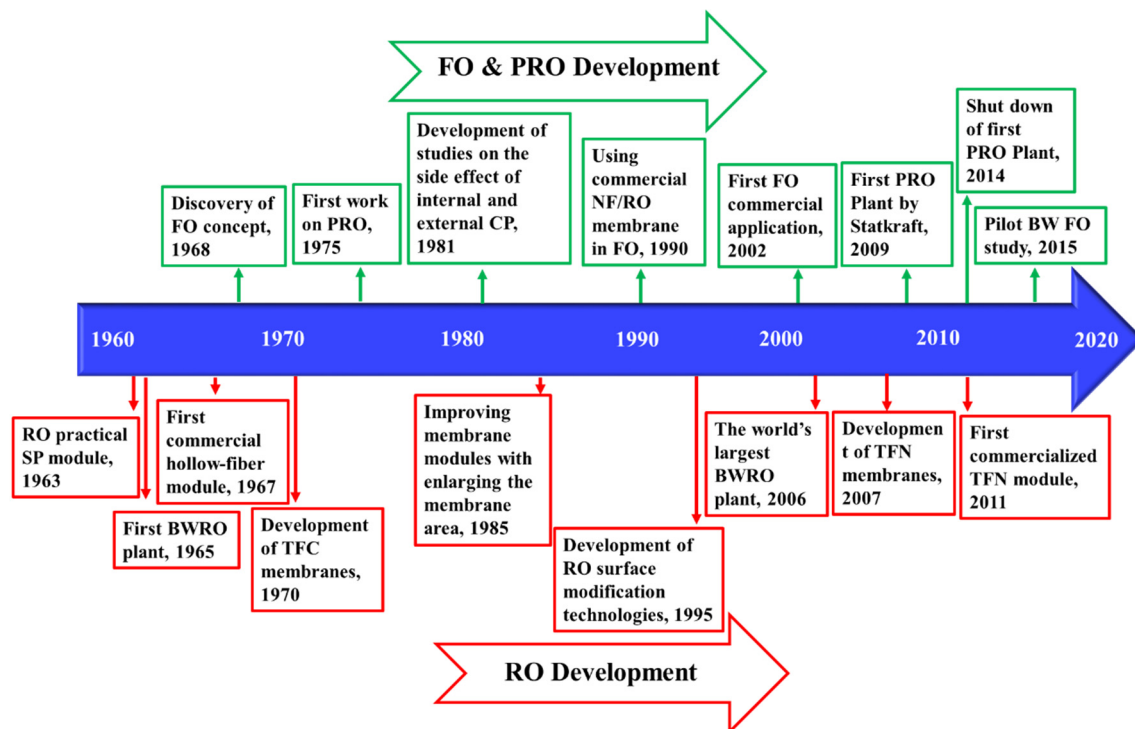 FO & PRO Development
Discovery of
FO concept,
1968
First work
on PRO,
1975
Development of
studies on the
side effect of
internal and
external CP,
1981
Using
commercial
NF/RO
membrane
in FO, 1990
First FO
commercial
application,
2002
First PRO
Plant by
Statkraft,
2009
Shut down
of first
PRO Plant,
2014
Pilot BW FO
study, 2015
1960
1970
1980
1990
2000
2010
2020
RO practical
SP module,
1963
First BWRO
plant, 1965
First
commercial
hollow-fiber
module, 1967
Development
of TFC
membranes,
1970
Improving
membrane
modules with
enlarging the
membrane
area, 1985
Development of
RO surface
modification
technologies, 1995
The world’s
largest
BWRO
plant, 2006
Developmen
t of TFN
membranes,
2007
First
commercialized
TFN module,
2011
RO Development